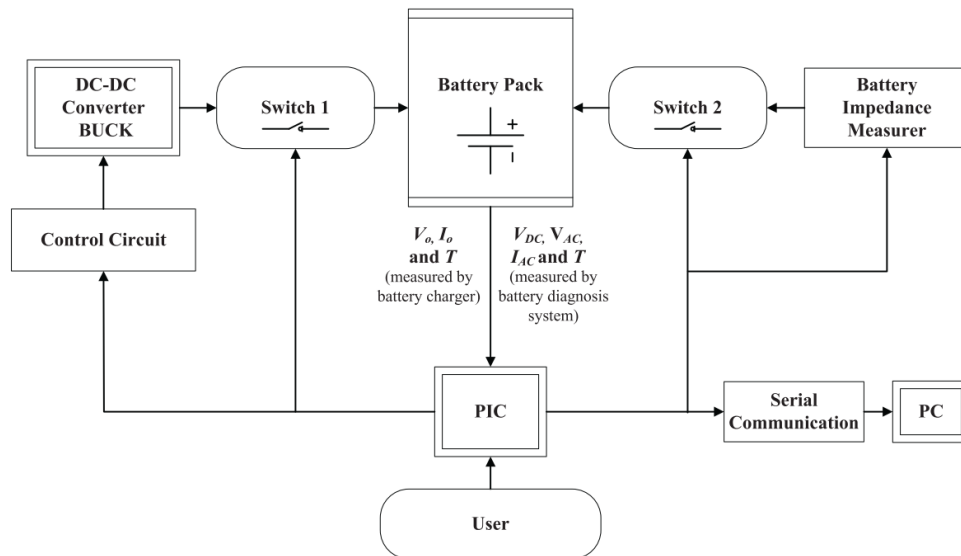 DC-DC
Converter
BUCK
Switch 1
Battery Pack
+
Switch 2
Battery
Impedance
Measurer
Control Circuit
Vo, Io
and T
(measured by
battery charger)
VDC, VAC,
IAC and T
(measured by
battery diagnosis
system)
PIC
Serial
Communication
PC
User